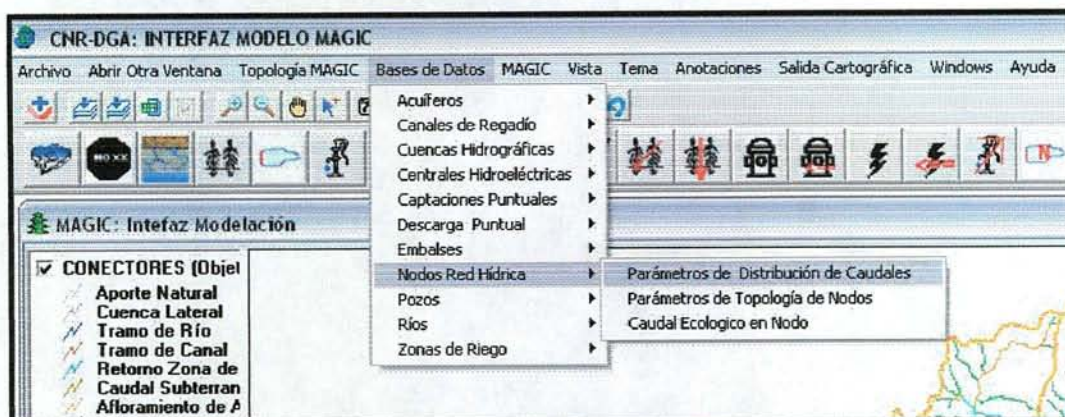 CNR-DGA: INTERFAZ MODELO MAGIC
Archivo Abrir Otra Ventana Topología MAGIC Bases de Datos MAGIC Vista Tema Anotaciones Salida Cartográfica Windows Ayuda
Acuíferos
Canales de Regadío
Cuencas Hidrográficas
Centrales Hidroeléctricas
Captaciones Puntuales
Descarga Puntual
Embalses
Nodos Red Hídrica
Pozos
Ríos
Zonas de Riego
Parámetros de Distribución de Caudales
Parámetros de Topología de Nodos
Caudal Ecologico en Nodo
MAGIC: Intefaz Modelación
CONECTORES (Objel
Aporte Natural
Cuenca Lateral
Tramo de Río
Tramo de Canal
Retorno Zona de
Caudal Subterran
Afloramiento de A